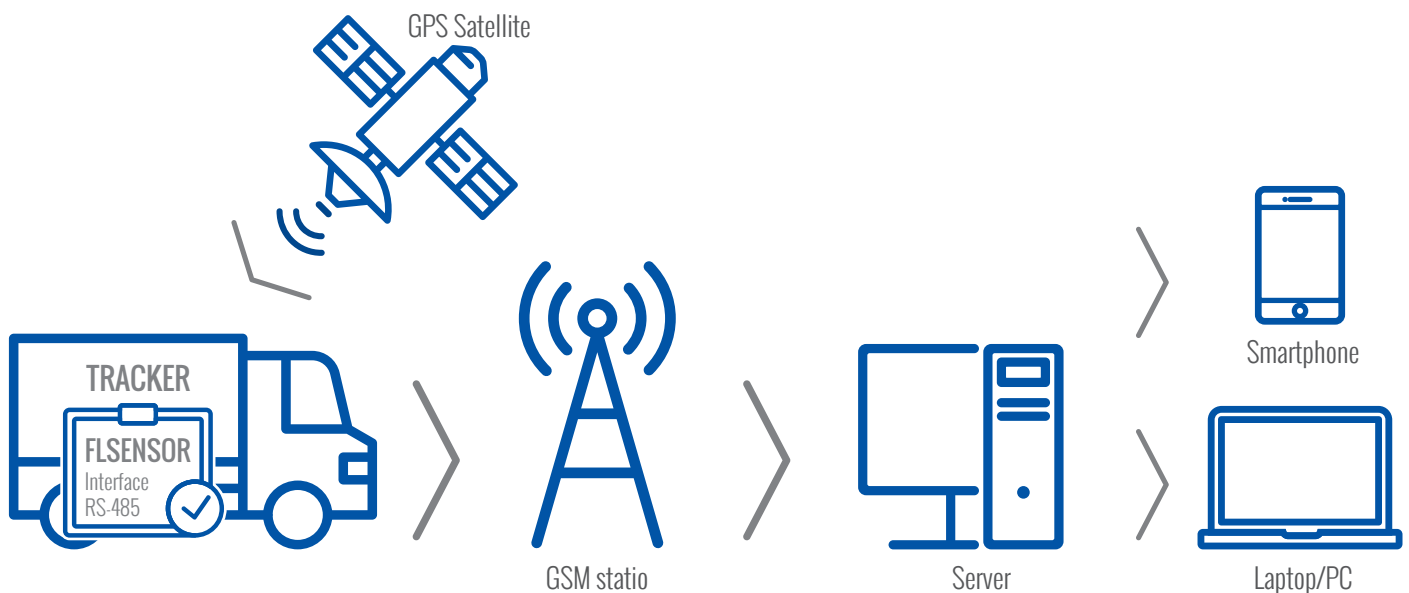 GPS Satellite
TRACKER
FLSENSOR
Interface
RS-485
GSM statio
Server
Smartphone
Laptop/PC